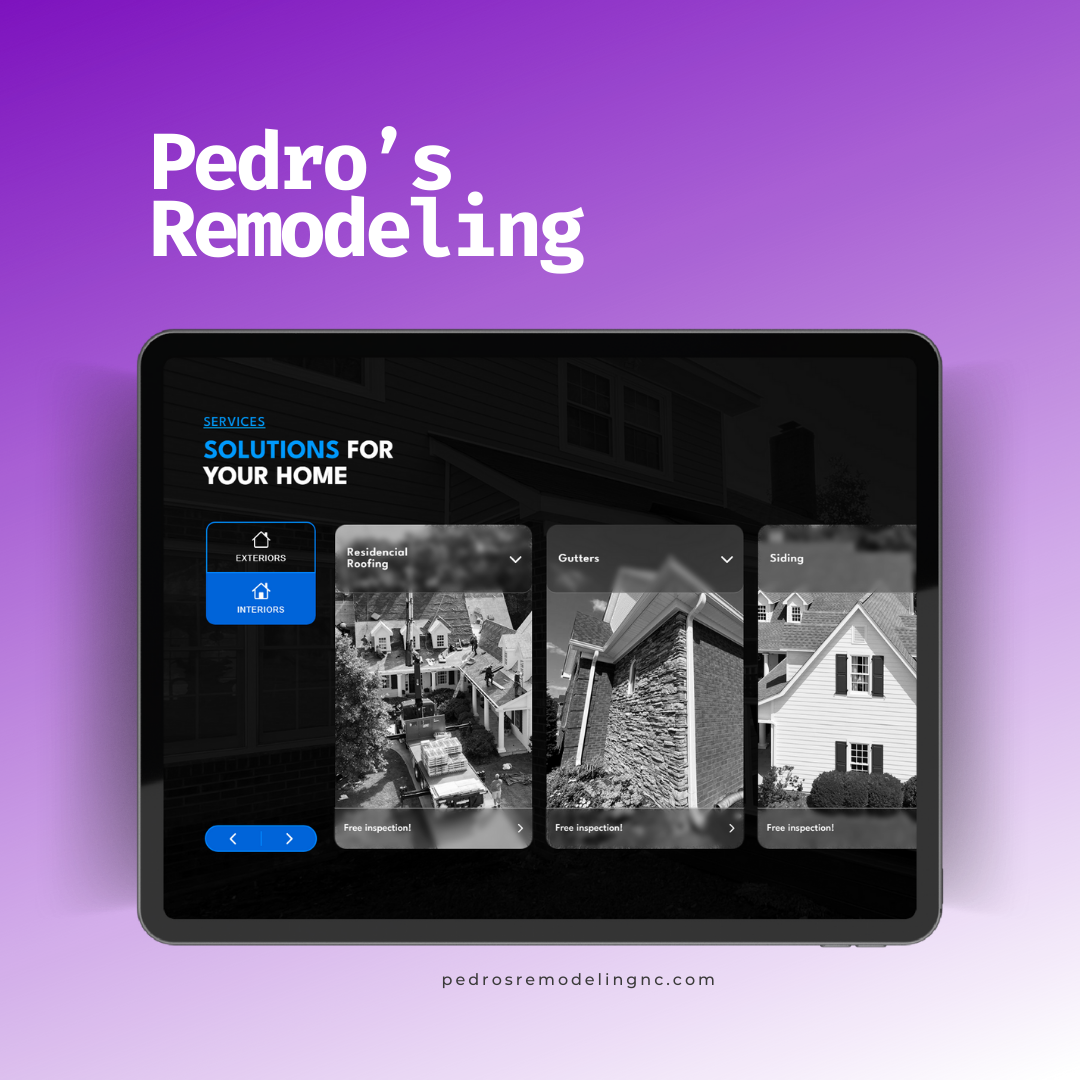 Pedro’s
Remodeling
SERVICES
SOLUTIONS FOR
YOUR HOME
EXTERIORS
INTERIORS
Residencial
Roofing
Gutters
Siding
Free inspection!
Free inspection!
Free inspection!
pedrosremodelingnc.com